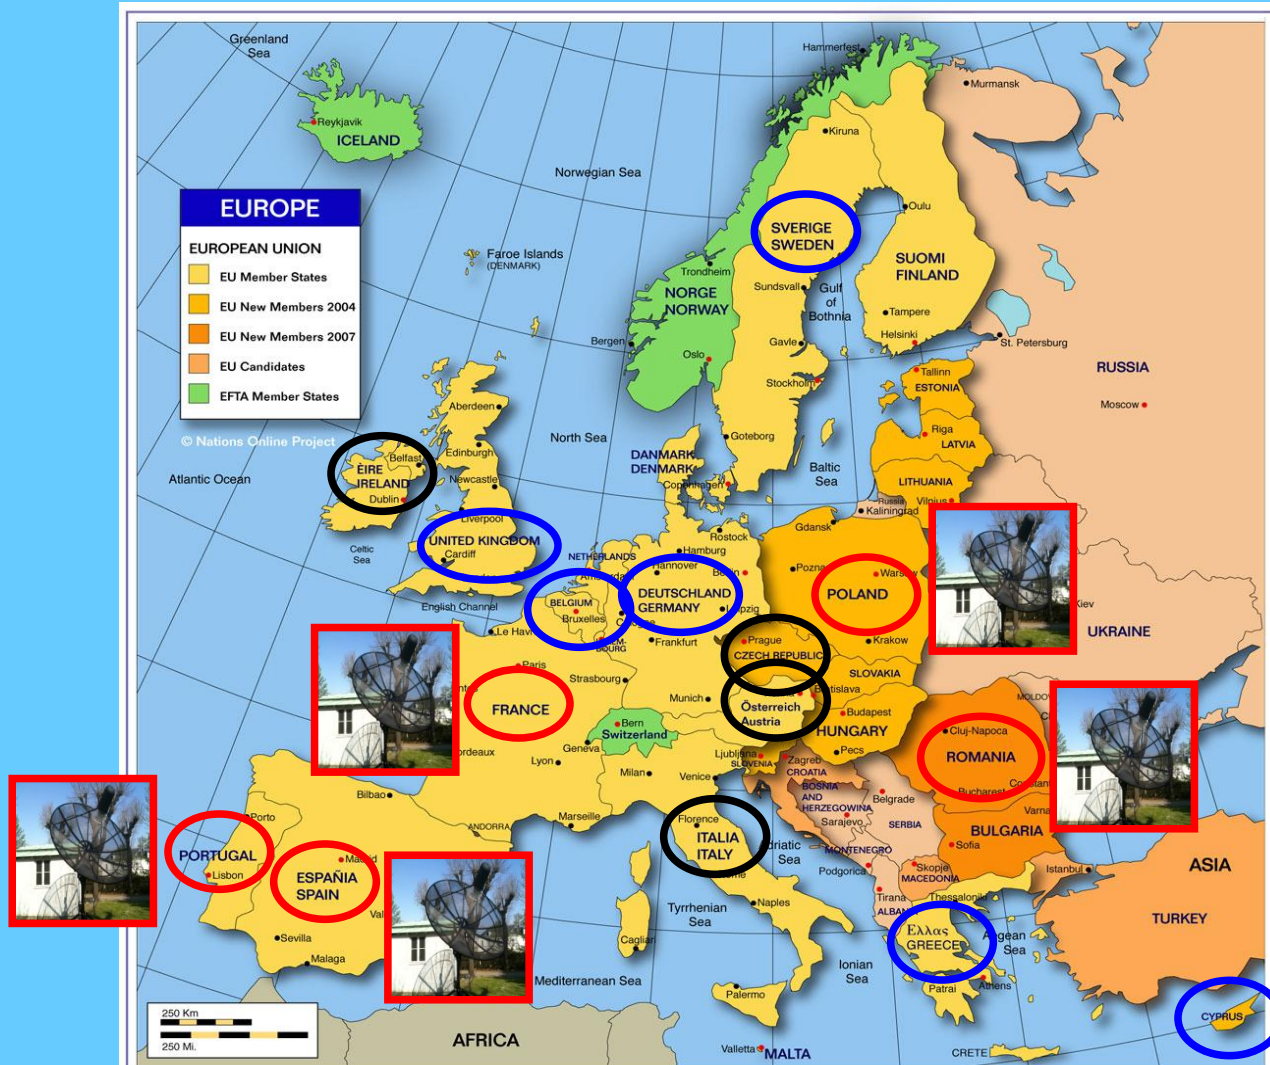 Greenland
Sea
Hammerfest
Murmansk
Reykjavik
ICELAND
Kiruna
Norwegian Sea
EUROPE
EUROPEAN UNION
EU Member States
EU New Members 2004
EU New Members 2007
EU Candidates
EFTA Member States
© Nations Online Project
Faroe Islands
(DENMARK)
Oulu
SVERIGE
SWEDEN
SUOMI
FINLAND
Trondheim
NORGE
NORWAY
Sundsvall
Gulf
of
Bothnia
Tampere
Helsinki
St. Petersburg
Bergen
Oslo
Gavle
Stockholm
Tallinn
ESTONIA
RUSSIA
Moscow
Aberdeen
North Sea
Goteborg
Riga
LATVIA
Edinburgh
Belfast
ÈIRE
IRELAND
Dublin
Newcastle
Atlantic Ocean
DANMARK
DENMARK
Copenhagen
Baltic
Sea
LITHUANIA
Vilnius
Russia
Kaliningrad
Liverpool
Gdansk
Celtic
Sea
UNITED KINGDOM
Cardiff
Rostock
Hamburg
NETHERLANDS
Hannover
Berlin
Warsaw
English Channel
BELGIUM
Bruxelles
DEUTSCHLAND
GERMANY
POLAND
Kiev
UKRAINE
Frankfurt
Prague
CZECH REPUBLIC
Krakow
Paris
Strasbourg
SLOVAKIA
Bratislava
FRANCE
Munich
Österreich
Austria
Budapest
HUNGARY
Bern
Switzerland
Geneva
Lyon
Milan
Venice
Ljubljana
SLOVENIA
Zagreb
CROATIA
Pecs
Cluj-Napoca
ROMANIA
Bucharest
BOSNIA
AND
HERZEGOWINA
Sarajevo
Belgrade
SERBIA
Varna
BULGARIA
Sofia
Bilbao
Porto
PORTUGAL
Lisbon
Madrid
ESPAÑIA
SPAIN
Sevilla
Malaga
ANDORRA
Marseille
Florence
ITALIA
ITALY
Adriatic
Sea
MONTENEGRO
Podgorica
Skopje
MACEDONIA
Tirana
Thessaloniki
Istanbul
ASIA
TURKEY
Naples
Tyrrhenian
Sea
Cagliari
Ελλας
GREECE
Aegean
Sea
Ionian
Sea
Patrai
Athens
Mediterranean Sea
Palermo
CYPRUS
250 Km
250 Mi.
AFRICA
Valletta
MALTA
CRETE